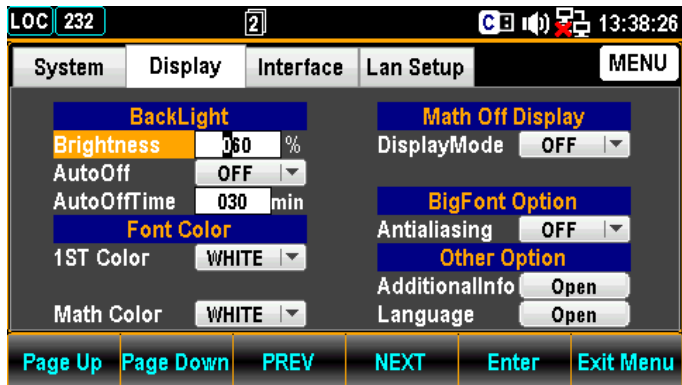 LOC 232 2 C 13:38:26
System Display Interface Lan Setup MENU
BackLight
Brightness 060 %
AutoOff OFF
AutoOffTime 030 min
Font Color
1ST Color WHITE
Math Color WHITE
Math Off Display
DisplayMode OFF
BigFont Option
Antialiasing OFF
Other Option
AdditionalInfo Open
Language Open
Page Up Page Down PREV NEXT Enter Exit Menu